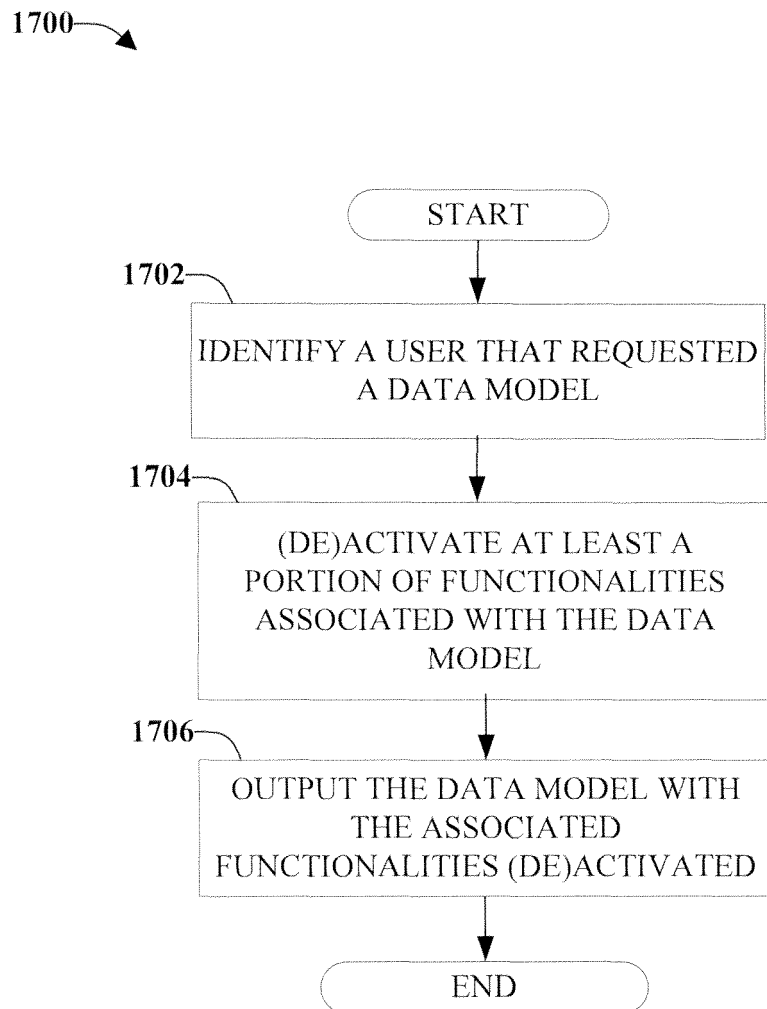 1700
START
1702
IDENTIFY A USER THAT REQUESTED
A DATA MODEL
1704
(DE)ACTIVATE AT LEAST A
PORTION OF FUNCTIONALITIES
ASSOCIATED WITH THE DATA
MODEL
1706
OUTPUT THE DATA MODEL WITH
THE ASSOCIATED
FUNCTIONALITIES (DE)ACTIVATED
END